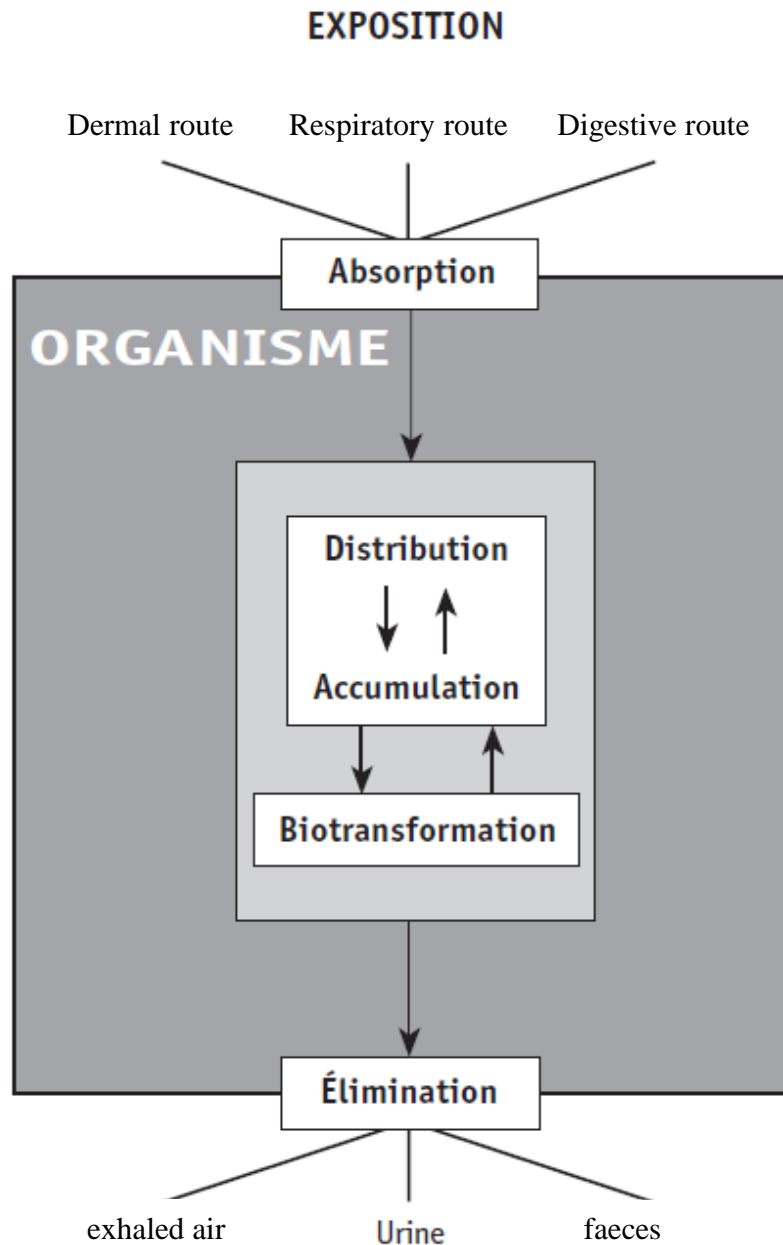 EXPOSITION
Dermal route Respiratory route Digestive route
Absorption
ORGANISME
Distribution
Accumulation
Biotransformation
Élimination
exhaled air Urine faeces